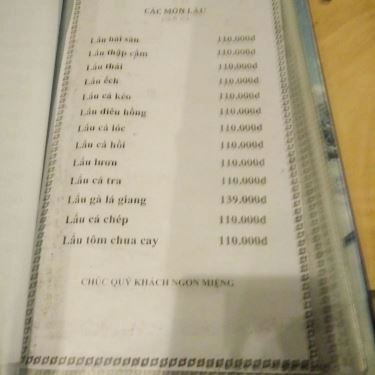 CÁC MÓN LẨU
Lẩu hải sản 110.000đ
Lẩu thập cẩm 110.000đ
Lẩu thái 110.000đ
Lẩu ếch 110.000đ
Lẩu cá kèo 110.000đ
Lẩu diêu hồng 110.000đ
Lẩu cá lóc 110.000đ
Lẩu cá hồi 110.000đ
Lẩu lươn 110.000đ
Lẩu cá tra 110.000đ
Lẩu gà lá giang 139.000đ
Lẩu cá chép 110.000đ
Lẩu tôm chua cay 110.000đ
CHÚC QUÝ KHÁCH NGON MIỆNG